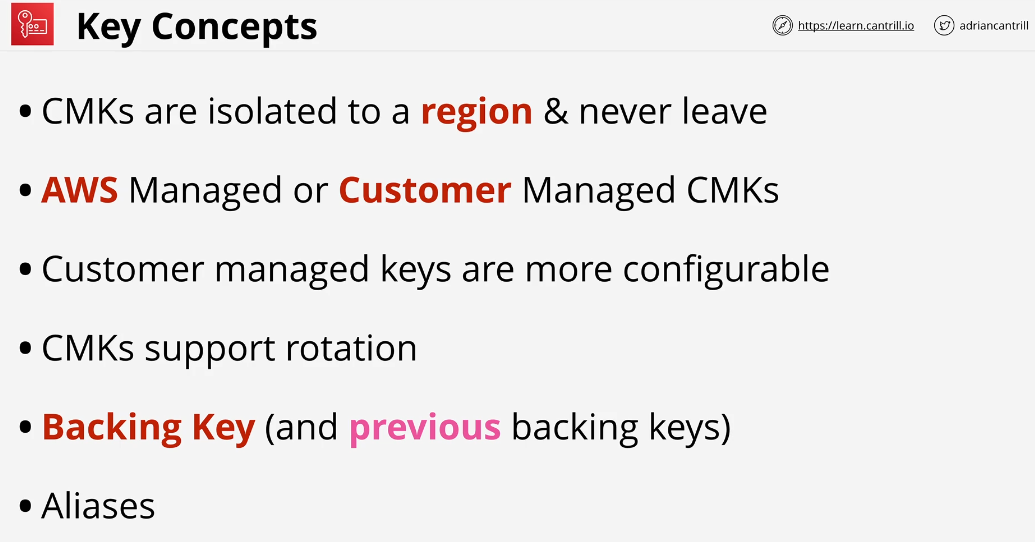 Key Concepts
https://learn.cantrill.io
adriancantrill
• CMKs are isolated to a region & never leave
• AWS Managed or Customer Managed CMKs
• Customer managed keys are more configurable
• CMKs support rotation
• Backing Key (and previous backing keys)
• Aliases